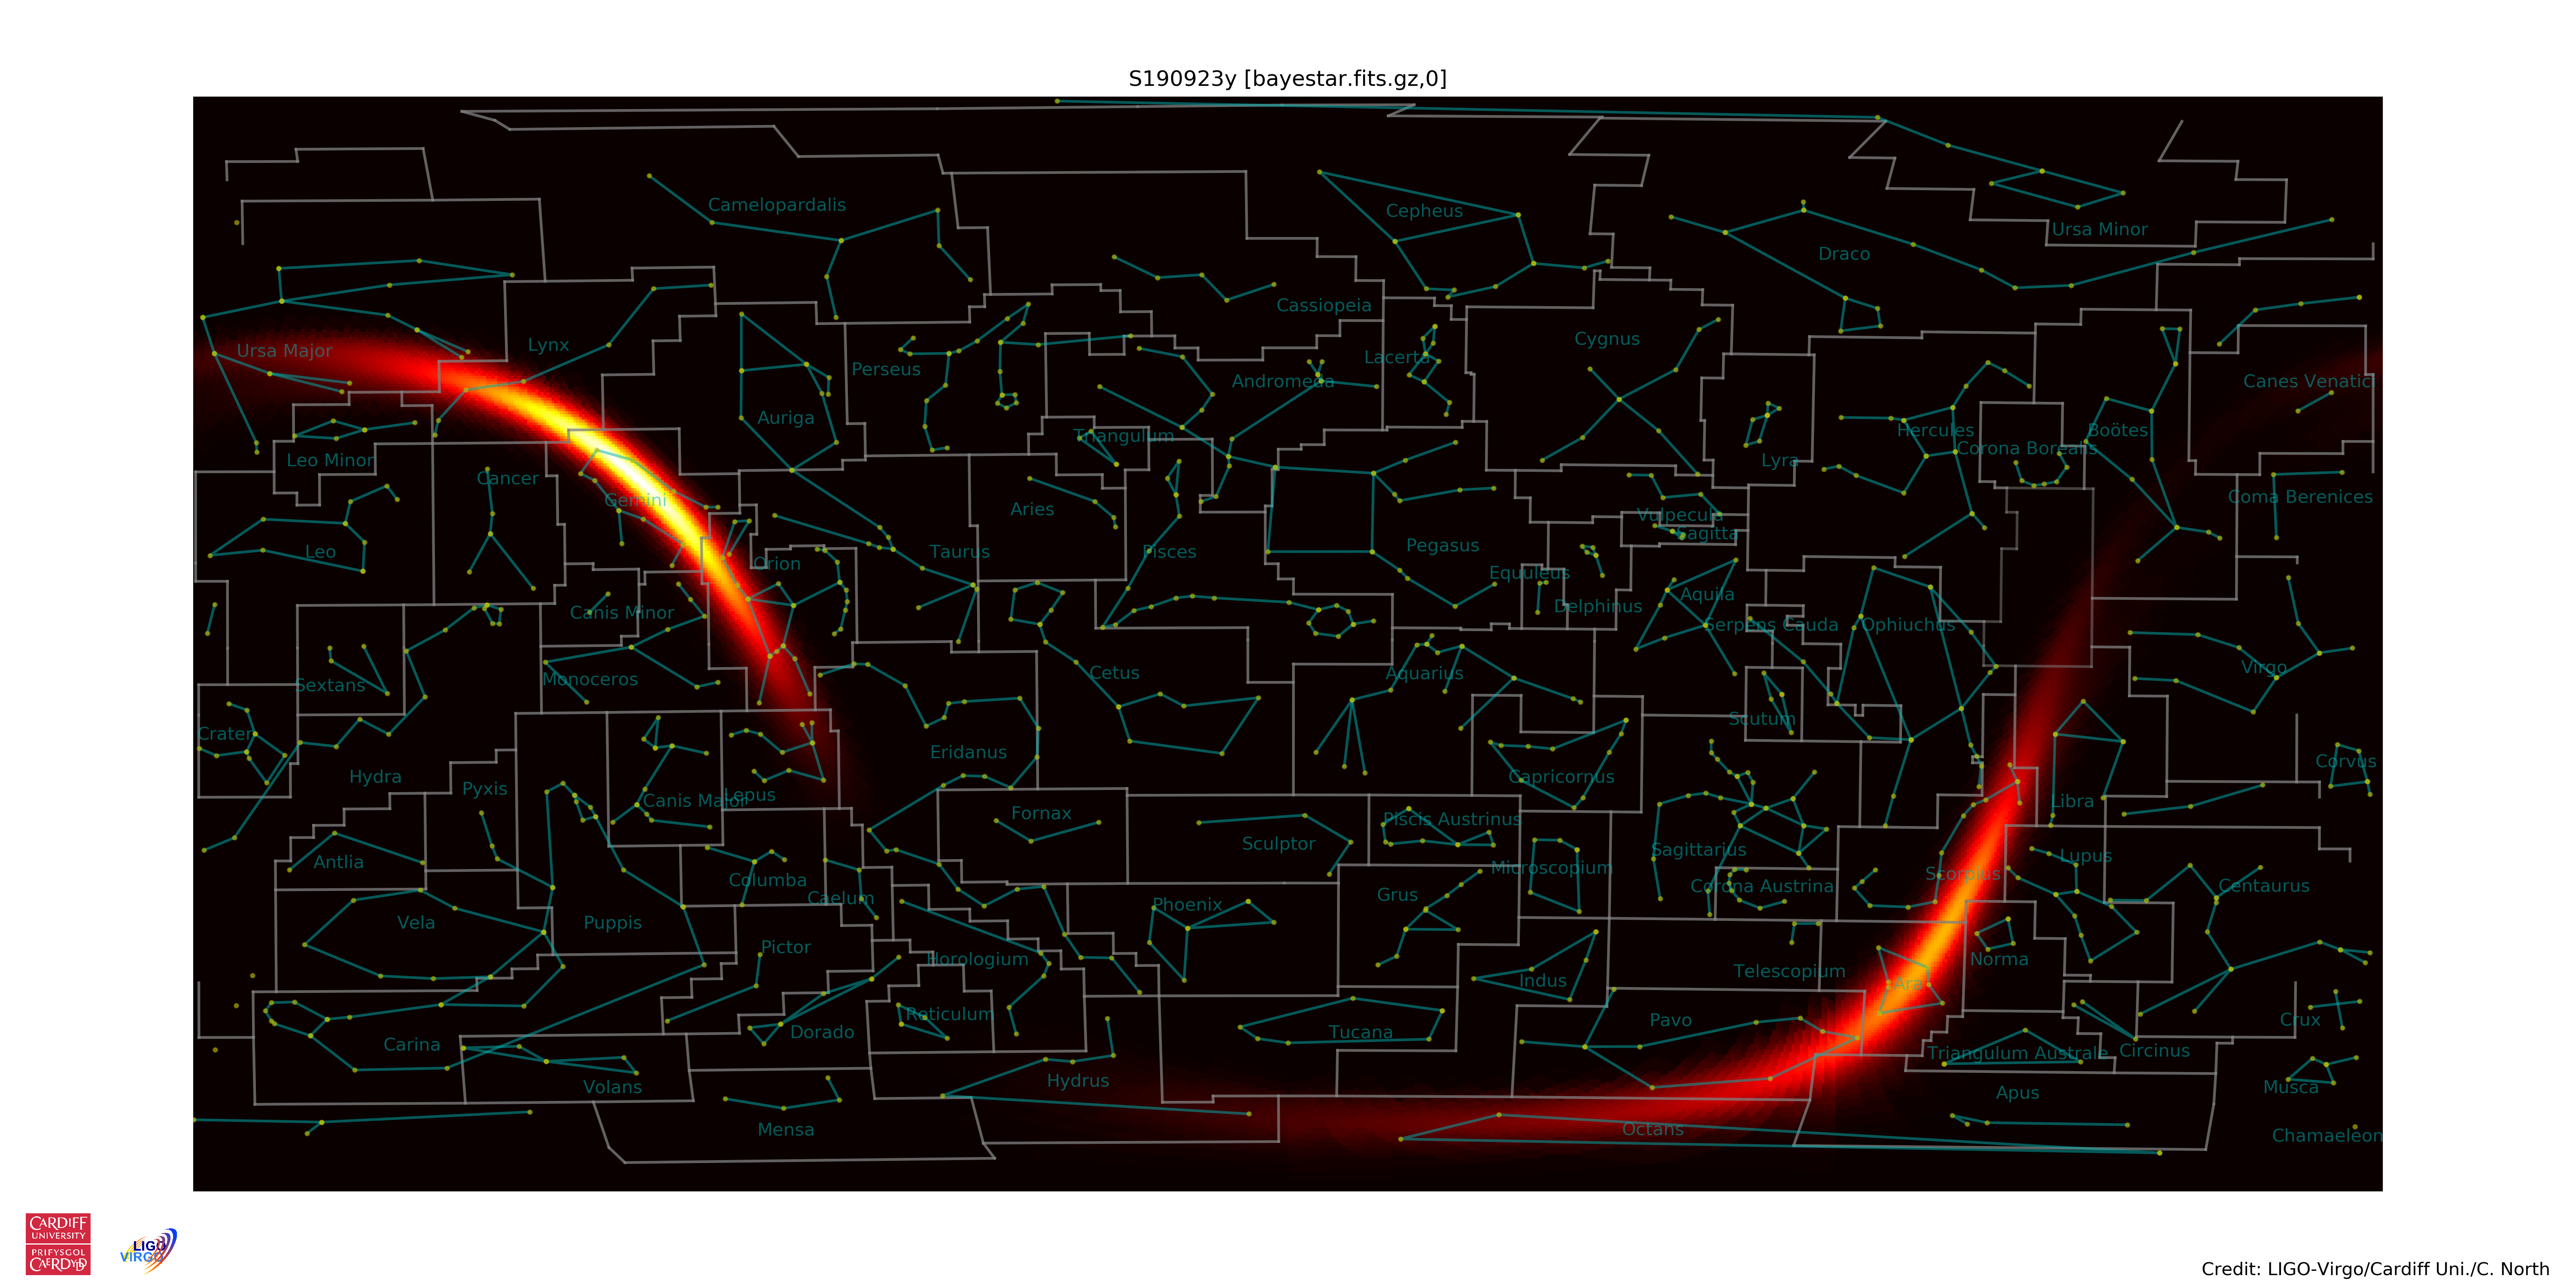 S190923y [bayestar.fits.gz,0]
Camelopardalis
Cepheus
Ursa Minor
Draco
Cassiopeia
Cygnus
Ursa Major
Lynx
Lacerta
Perseus
Andromeda
Canes Venatici
Auriga
Triangulum
Hercules
Boötes
Corona Borealis
Leo Minor
Lyra
Cancer
Gemini
Coma Berenices
Aries
Vulpecula
Sagitta
Pegasus
Leo
Taurus
Pisces
Orion
Equuleus
Aquila
Delphinus
Canis Minor
Serpens Cauda
Ophiuchus
Virgo
Cetus
Aquarius
Monoceros
Sextans
Scutum
Crater
Eridanus
Corvus
Hydra
Capricornus
Pyxis
Lepus
Canis Major
Libra
Fornax
Piscis Austrinus
Sculptor
Sagittarius
Lupus
Antlia
Microscopium
Scorpius
Columba
Corona Austrina
Centaurus
Grus
Caelum
Phoenix
Vela
Puppis
Pictor
Horologium
Norma
Telescopium
Indus
Ara
Reticulum
Pavo
Crux
Dorado
Tucana
Carina
Circinus
Triangulum Australe
Hydrus
Volans
Musca
Apus
Mensa
Octans
Chamaeleon
CARDIFF
UNIVERSITY
PRIFYSGOL
CAERDYDD
LIGO
VIRGO
Credit: LIGO-Virgo/Cardiff Uni./C. North